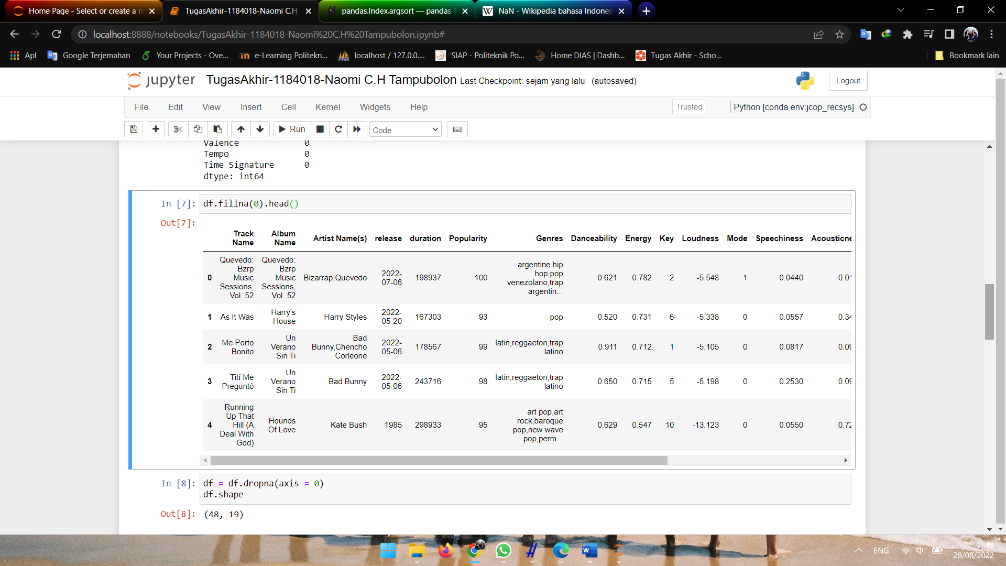 Home Page - Select or create a n
TugasAkhir-1184018-Naomi C.H
pandas.Index.argsort — pandas
NaN - Wikipedia bahasa Indones
localhost:8888/notebooks/TugasAkhir-1184018-Naomi%20C.H%20Tampubolon.ipynb#
Apl
Google Terjemahan
Your Projects - Ove...
e-Learning Politekn...
localhost / 127.0.0....
SIAP - Politeknik Po...
Home DIAS | Dashb...
Tugas Akhir - Scho...
Bookmark lain
jupyter TugasAkhir-1184018-Naomi C.H Tampubolon Last Checkpoint: sejam yang lalu (autosaved)
Logout
File Edit View Insert Cell Kernel Widgets Help
Trusted
Python [conda env:jcop_recsys]
Run
Code
Valence 0
Tempo 0
Time Signature 0
dtype: int64
In [7]: df.fillna(0).head()
Out[7]:
Track Name Album Name Artist Name(s) release duration Popularity Genres Danceability Energy Key Loudness Mode Speechiness Acousticne
0 Quevedo: Bzrp Music Sessions, Vol. 52 Quevedo: Bzrp Music Sessions, Vol. 52 Bizarrap,Quevedo 2022-07-06 198937 100 argentine hip hop,pop venezolano,trap argentin... 0.621 0.782 2 -5.548 1 0.0440 0.01
1 As It Was Harry's House Harry Styles 2022-05-20 167303 93 pop 0.520 0.731 6 -5.338 0 0.0557 0.34
2 Me Porto Bonito Un Verano Sin Ti Bad Bunny,Chencho Corleone 2022-05-06 178567 99 latin,reggaeton,trap latino 0.911 0.712 1 -5.105 0 0.0817 0.09
3 Tití Me Preguntó Un Verano Sin Ti Bad Bunny 2022-05-06 243716 98 latin,reggaeton,trap latino 0.650 0.715 5 -5.198 0 0.2530 0.09
4 Running Up That Hill (A Deal With God) Hounds Of Love Kate Bush 1985 298933 95 art pop,art rock,baroque pop,new wave pop,perm... 0.629 0.547 10 -13.123 0 0.0550 0.72
In [8]: df = df.dropna(axis = 0)
df.shape
Out[8]: (48, 19)
ENG
28/08/2022